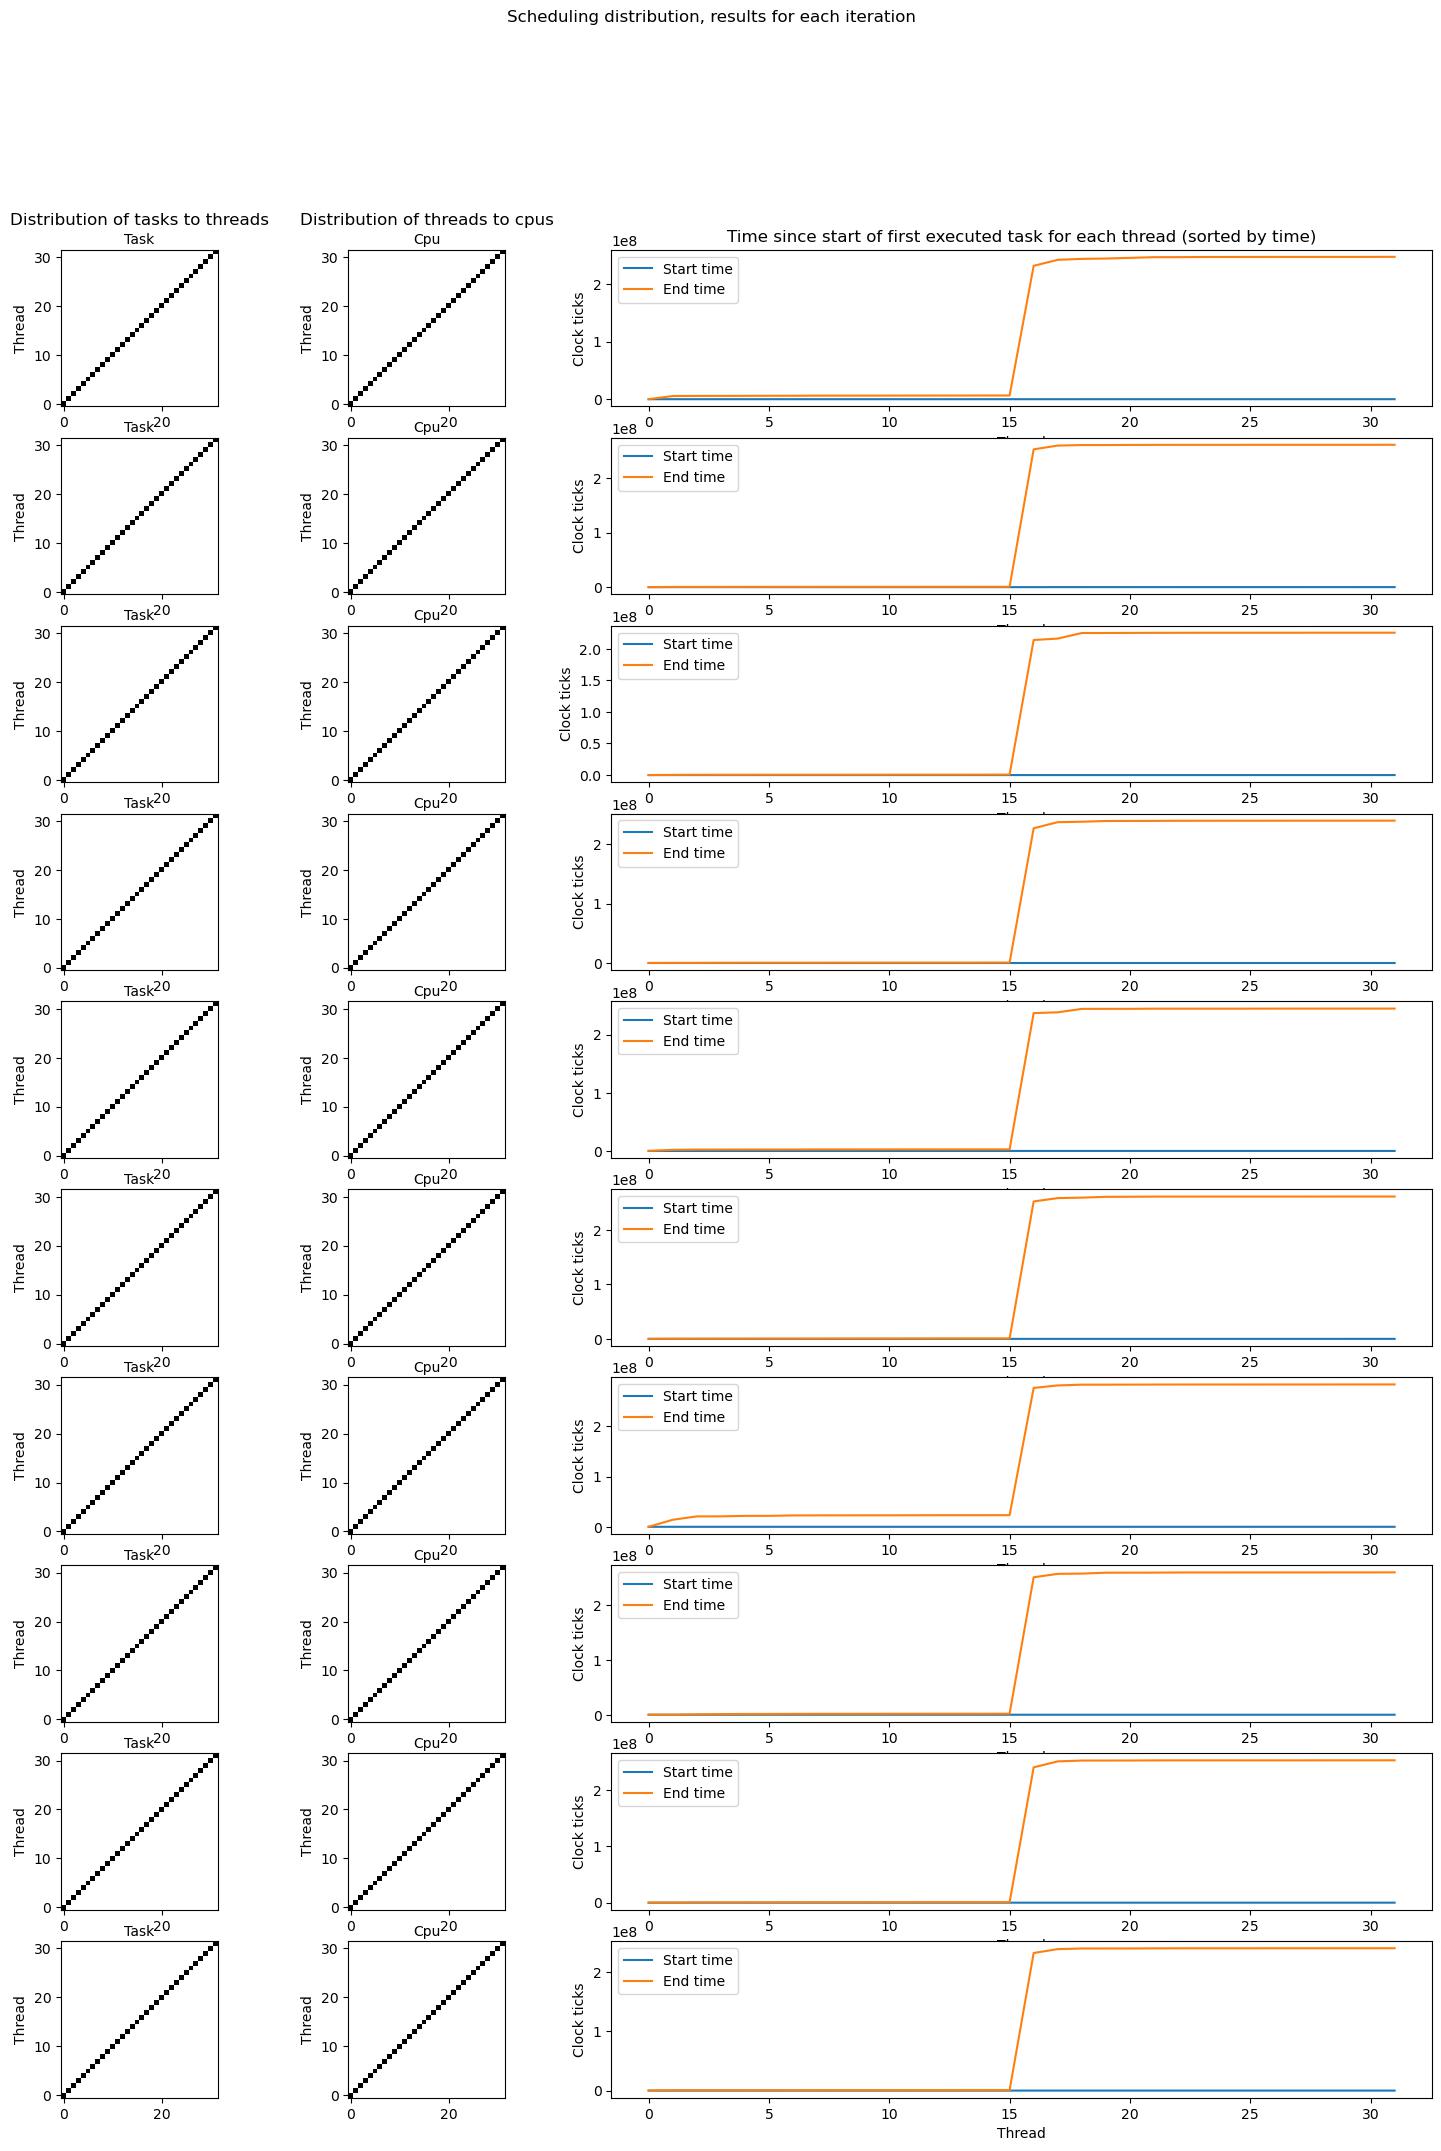 Scheduling distribution, results for each iteration
Distribution of tasks to threads
Distribution of threads to cpus
Time since start of first executed task for each thread (sorted by time)
Task
Thread
30
20
10
0
0 20
Cpu
Thread
30
20
10
0
0 20
1e8
Clock ticks
2
1
0
Start time
End time
0 5 10 15 20 25 30
Task
Thread
30
20
10
0
0 20
Cpu
Thread
30
20
10
0
0 20
1e8
Clock ticks
2
1
0
Start time
End time
0 5 10 15 20 25 30
Task
Thread
30
20
10
0
0 20
Cpu
Thread
30
20
10
0
0 20
1e8
Clock ticks
2.0
1.5
1.0
0.5
0.0
Start time
End time
0 5 10 15 20 25 30
Task
Thread
30
20
10
0
0 20
Cpu
Thread
30
20
10
0
0 20
1e8
Clock ticks
2
1
0
Start time
End time
0 5 10 15 20 25 30
Task
Thread
30
20
10
0
0 20
Cpu
Thread
30
20
10
0
0 20
1e8
Clock ticks
2
1
0
Start time
End time
0 5 10 15 20 25 30
Task
Thread
30
20
10
0
0 20
Cpu
Thread
30
20
10
0
0 20
1e8
Clock ticks
2
1
0
Start time
End time
0 5 10 15 20 25 30
Task
Thread
30
20
10
0
0 20
Cpu
Thread
30
20
10
0
0 20
1e8
Clock ticks
2
1
0
Start time
End time
0 5 10 15 20 25 30
Task
Thread
30
20
10
0
0 20
Cpu
Thread
30
20
10
0
0 20
1e8
Clock ticks
2
1
0
Start time
End time
0 5 10 15 20 25 30
Task
Thread
30
20
10
0
0 20
Cpu
Thread
30
20
10
0
0 20
1e8
Clock ticks
2
1
0
Start time
End time
0 5 10 15 20 25 30
Task
Thread
30
20
10
0
0 20
Cpu
Thread
30
20
10
0
0 20
1e8
Clock ticks
2
1
0
Start time
End time
0 5 10 15 20 25 30
Thread